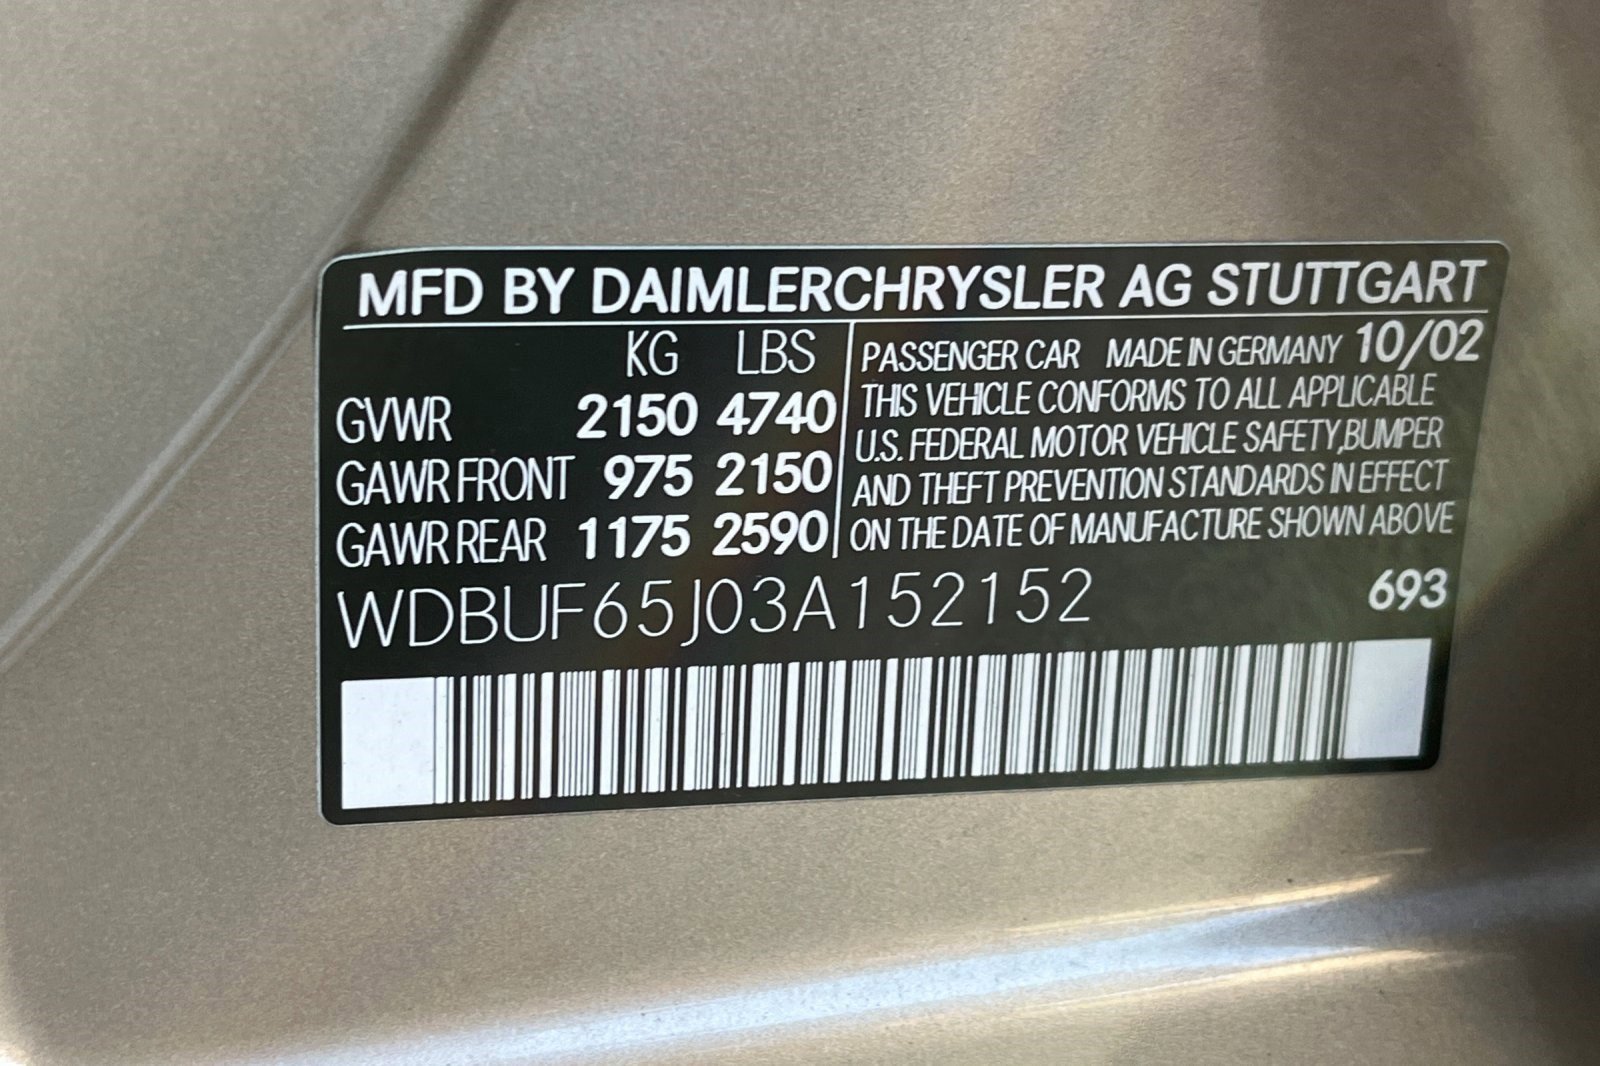 MFD BY DAIMLERCHRYSLER AG STUTTGART
KG LBS
GVWR 2150 4740
GAWR FRONT 975 2150
GAWR REAR 1175 2590
PASSENGER CAR MADE IN GERMANY 10/02
THIS VEHICLE CONFORMS TO ALL APPLICABLE
U.S. FEDERAL MOTOR VEHICLE SAFETY,BUMPER
AND THEFT PREVENTION STANDARDS IN EFFECT
ON THE DATE OF MANUFACTURE SHOWN ABOVE
WDBUF65J03A152152 693